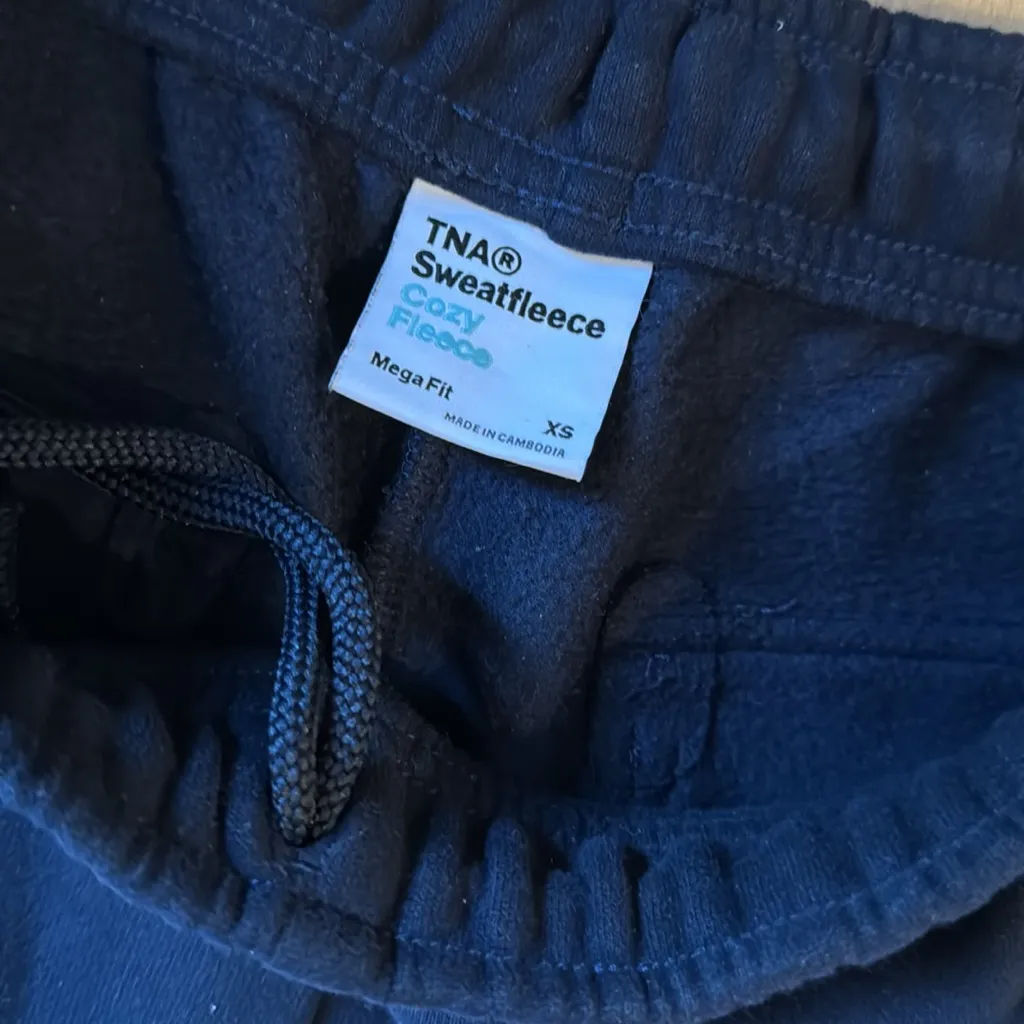 TNA®
Sweatfleece
Cozy
Fleece
Mega Fit
XS
MADE IN CAMBODIA